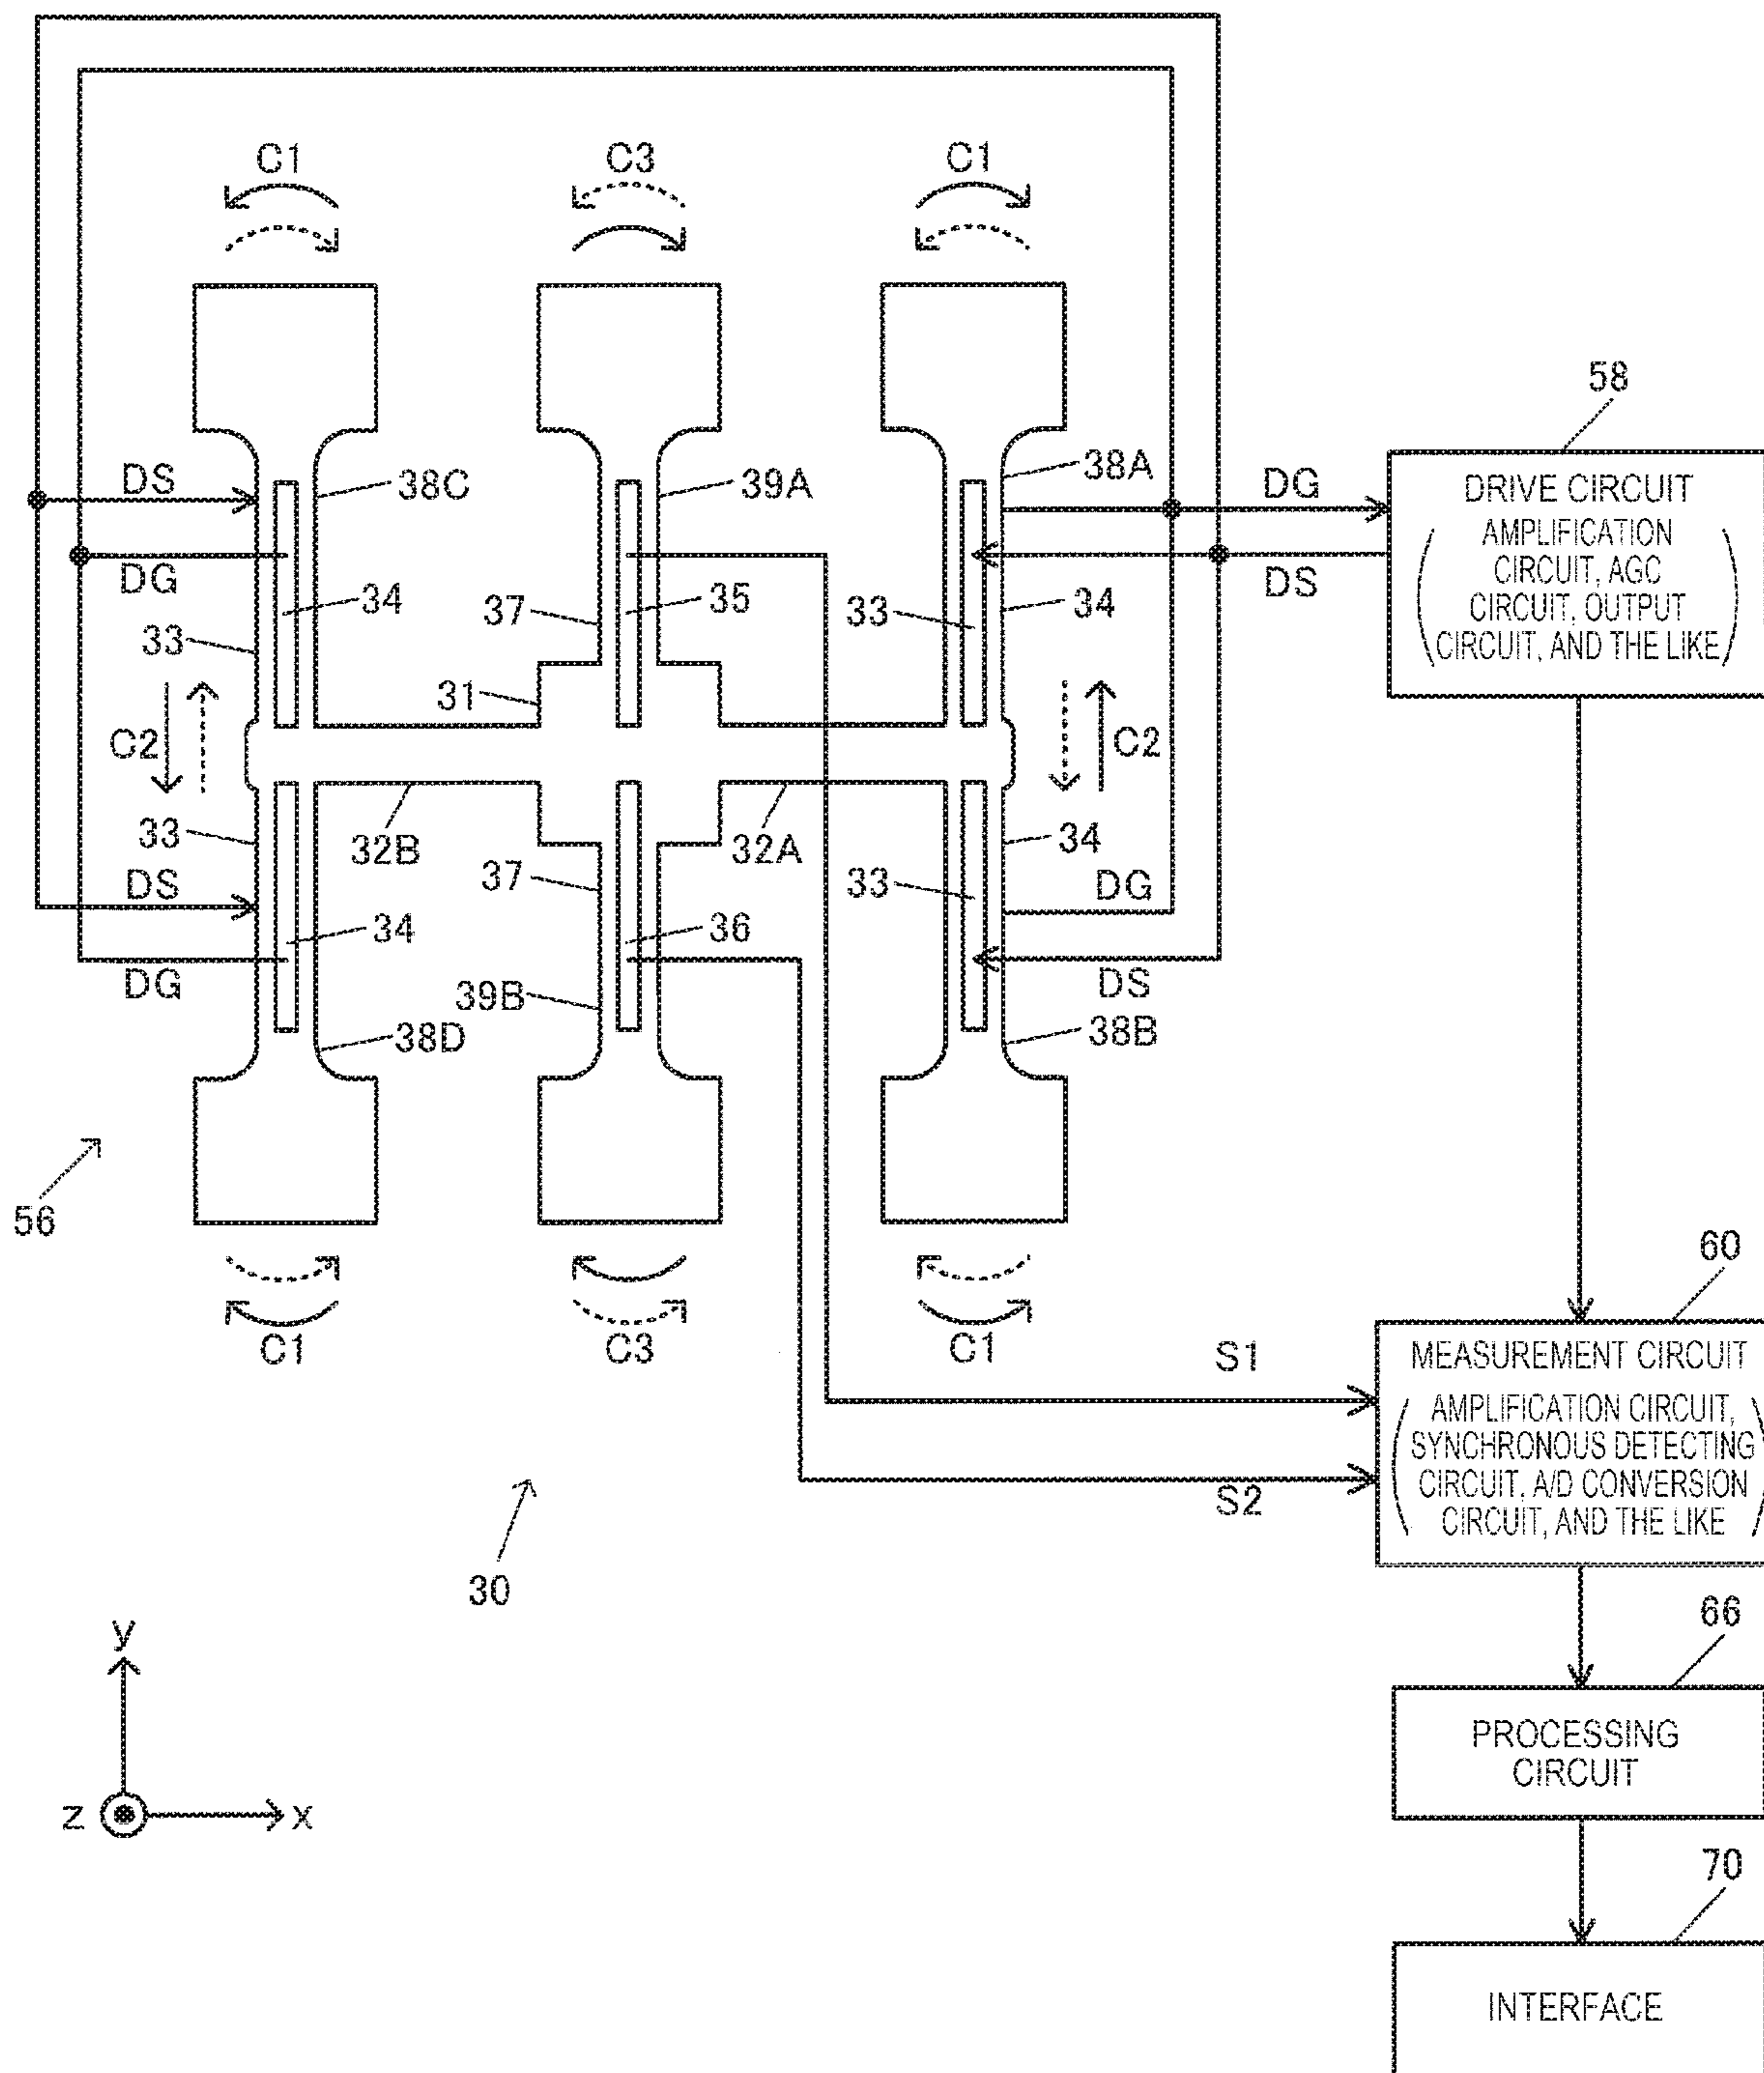 C1
C3
C1
58
DS
38C
39A
38A
DG
DRIVE CIRCUIT
AMPLIFICATION
CIRCUIT, AGC
CIRCUIT, OUTPUT
CIRCUIT, AND THE LIKE
DG
34
35
33
34
DS
33
37
31
C2
C2
33
32B
32A
34
DS
37
33
DG
34
36
DG
39B
DS
38D
38B
56
60
C1
C3
C1
S1
MEASUREMENT CIRCUIT
AMPLIFICATION CIRCUIT,
SYNCHRONOUS DETECTING
CIRCUIT, A/D CONVERSION
CIRCUIT, AND THE LIKE
S2
30
66
y
PROCESSING
CIRCUIT
z
x
70
INTERFACE